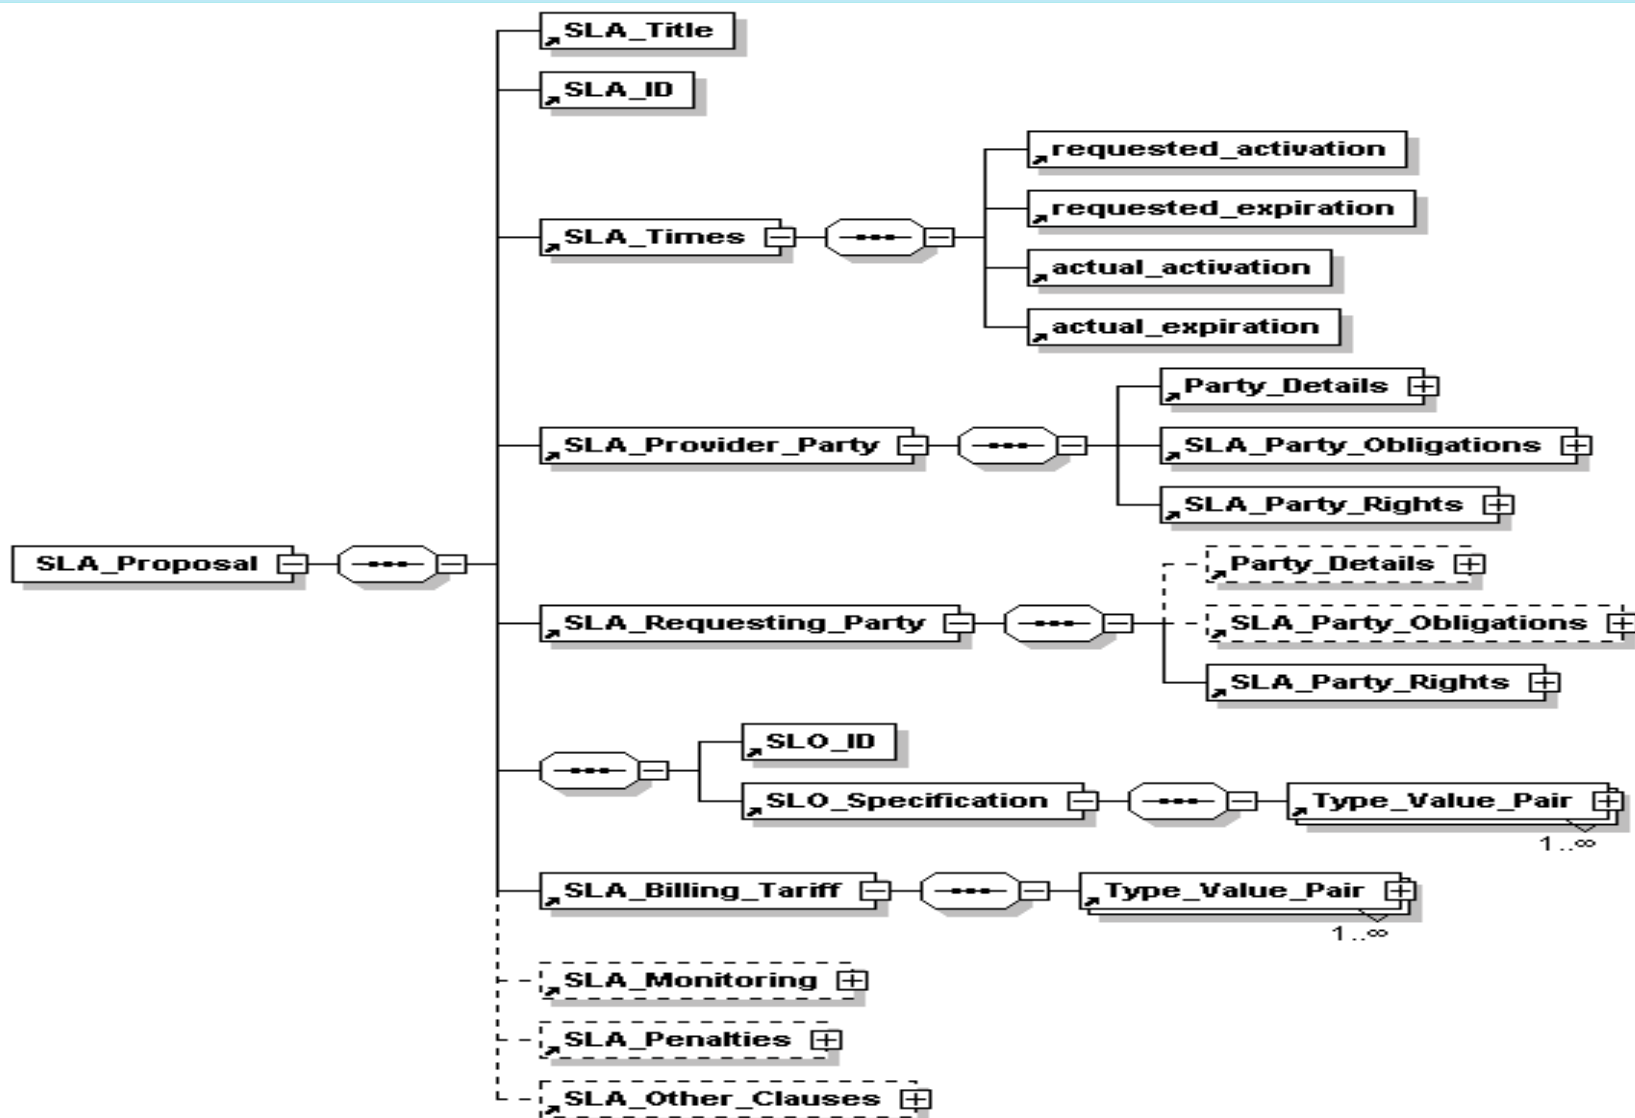 SLA_Title
SLA_ID
requested_activation
requested_expiration
SLA_Times
actual_activation
actual_expiration
Party_Details
SLA_Provider_Party
SLA_Party_Obligations
SLA_Party_Rights
SLA_Proposal
Party_Details
SLA_Requesting_Party
SLA_Party_Obligations
SLA_Party_Rights
SLO_ID
SLO_Specification
Type_Value_Pair
1..∞
SLA_Billing_Tariff
Type_Value_Pair
1..∞
SLA_Monitoring
SLA_Penalties
SLA_Other_Clauses